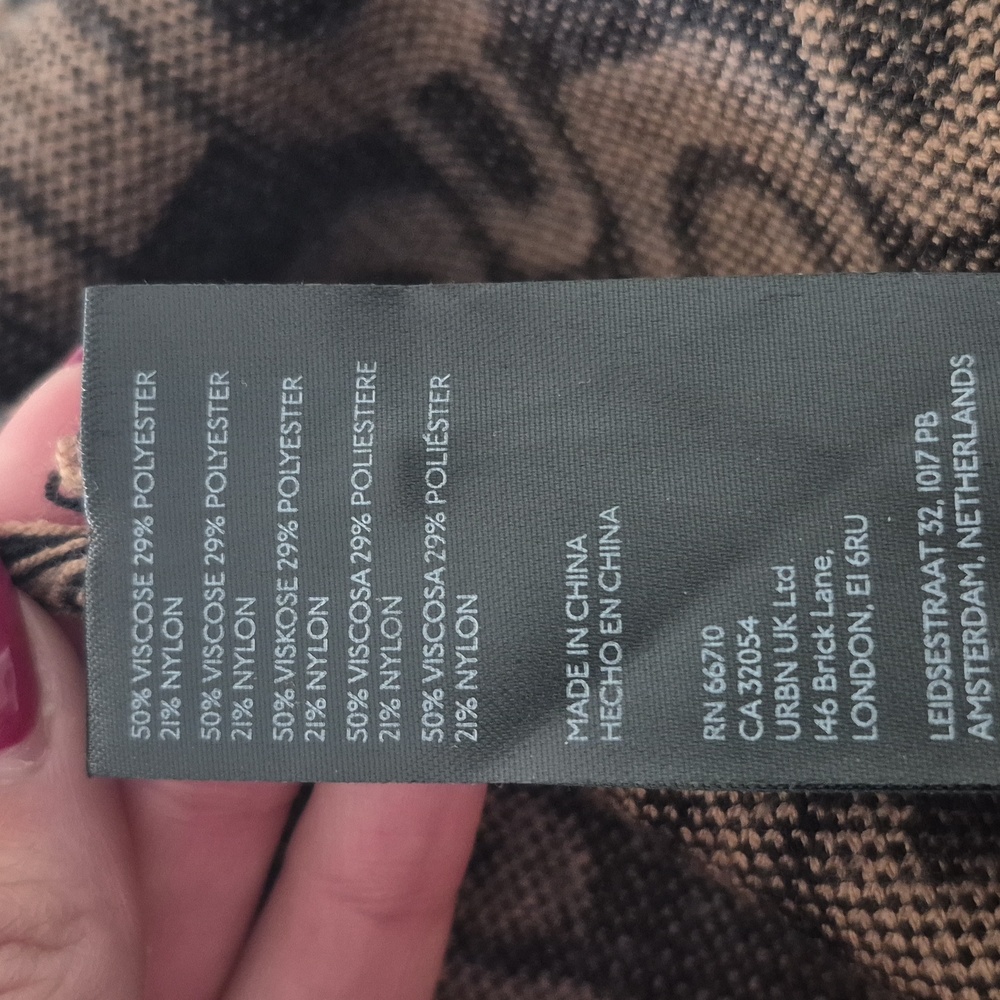 50% VISCOSE 29% POLYESTER
21% NYLON
50% VISCOSE 29% POLYESTER
21% NYLON
50% VISKOSE 29% POLYESTER
21% NYLON
50% VISCOSA 29% POLIESTERE
21% NYLON
50% VISCOSA 29% POLIÉSTER
21% NYLON
MADE IN CHINA
HECHO EN CHINA
RN 66710
CA 32054
URBN UK Ltd
146 Brick Lane,
LONDON, E1 6RU
LEIDSESTRAAT 32, 1017 PB
AMSTERDAM, NETHERLANDS